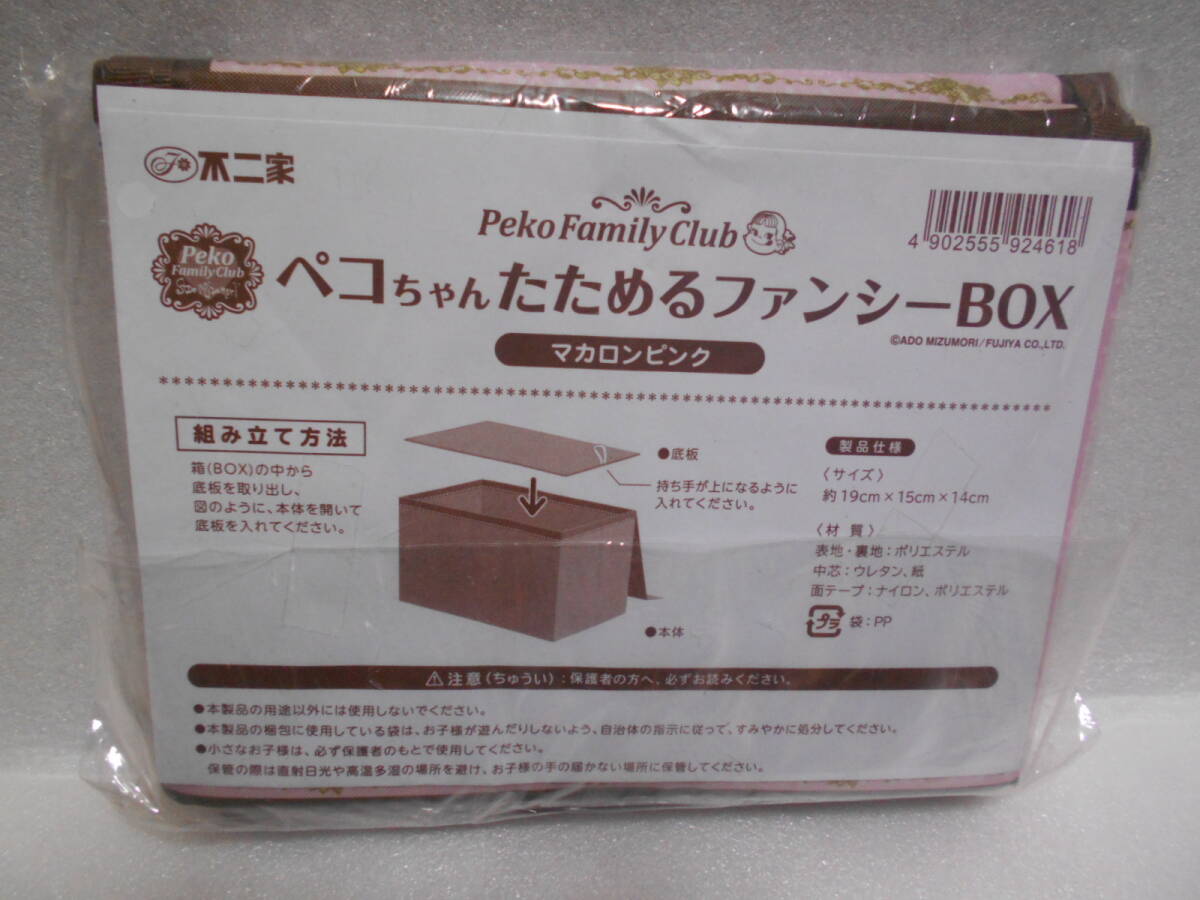 不二家
Peko Family Club
4 902555 924618
Peko
Family Club
ペコちゃんたためるファンシーBOX
©ADO MIZUMORI/FUJIYA CO.,LTD.
マカロンピンク
組み立て方法
箱(BOX)の中から
底板を取り出し、
図のように、本体を開いて
底板を入れてください。
●底板
持ち手が上になるように
入れてください。
●本体
製品仕様
〈サイズ〉
約19cm×15cm×14cm
〈材質〉
表地・裏地:ポリエステル
中芯:ウレタン、紙
面テープ:ナイロン、ポリエステル
プラ 袋:PP
⚠注意(ちゅうい):保護者の方へ、必ずお読みください。
●本製品の用途以外には使用しないでください。
●本製品の梱包に使用している袋は、お子様が遊んだりしないよう、自治体の指示に従って、すみやかに処分してください。
●小さなお子様は、必ず保護者のもとで使用してください。
保管の際は直射日光や高温多湿の場所を避け、お子様の手の届かない場所に保管してください。